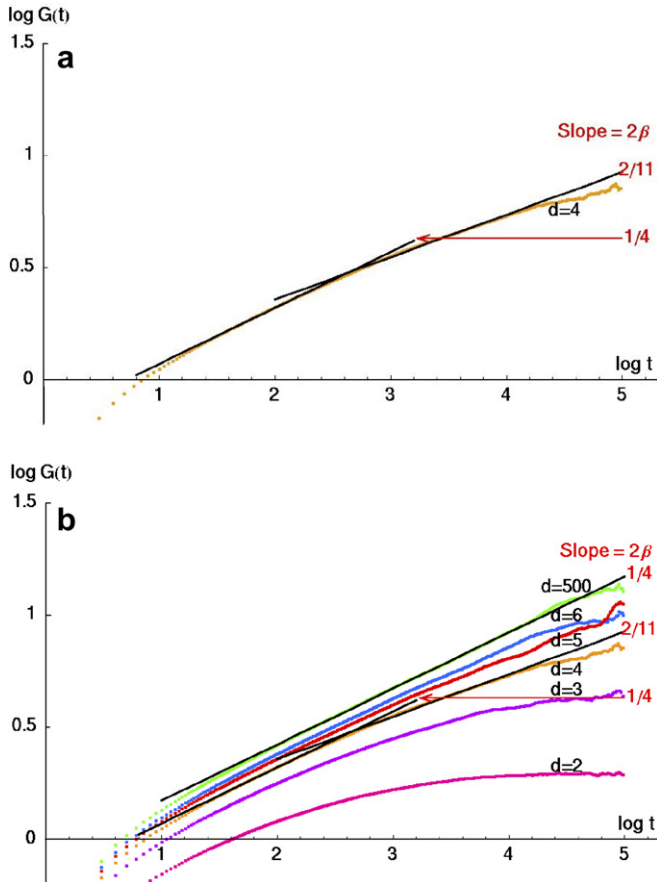 log G(t)
1.5
a
Slope = 2β
1
2/11
d=4
1/4
0.5
log t
0
1 2 3 4 5
log G(t)
1.5
b
Slope = 2β
1/4
d=500
1
d=6
2/11
d=5
d=4
1/4
d=3
0.5
d=2
log t
0
1 2 3 4 5